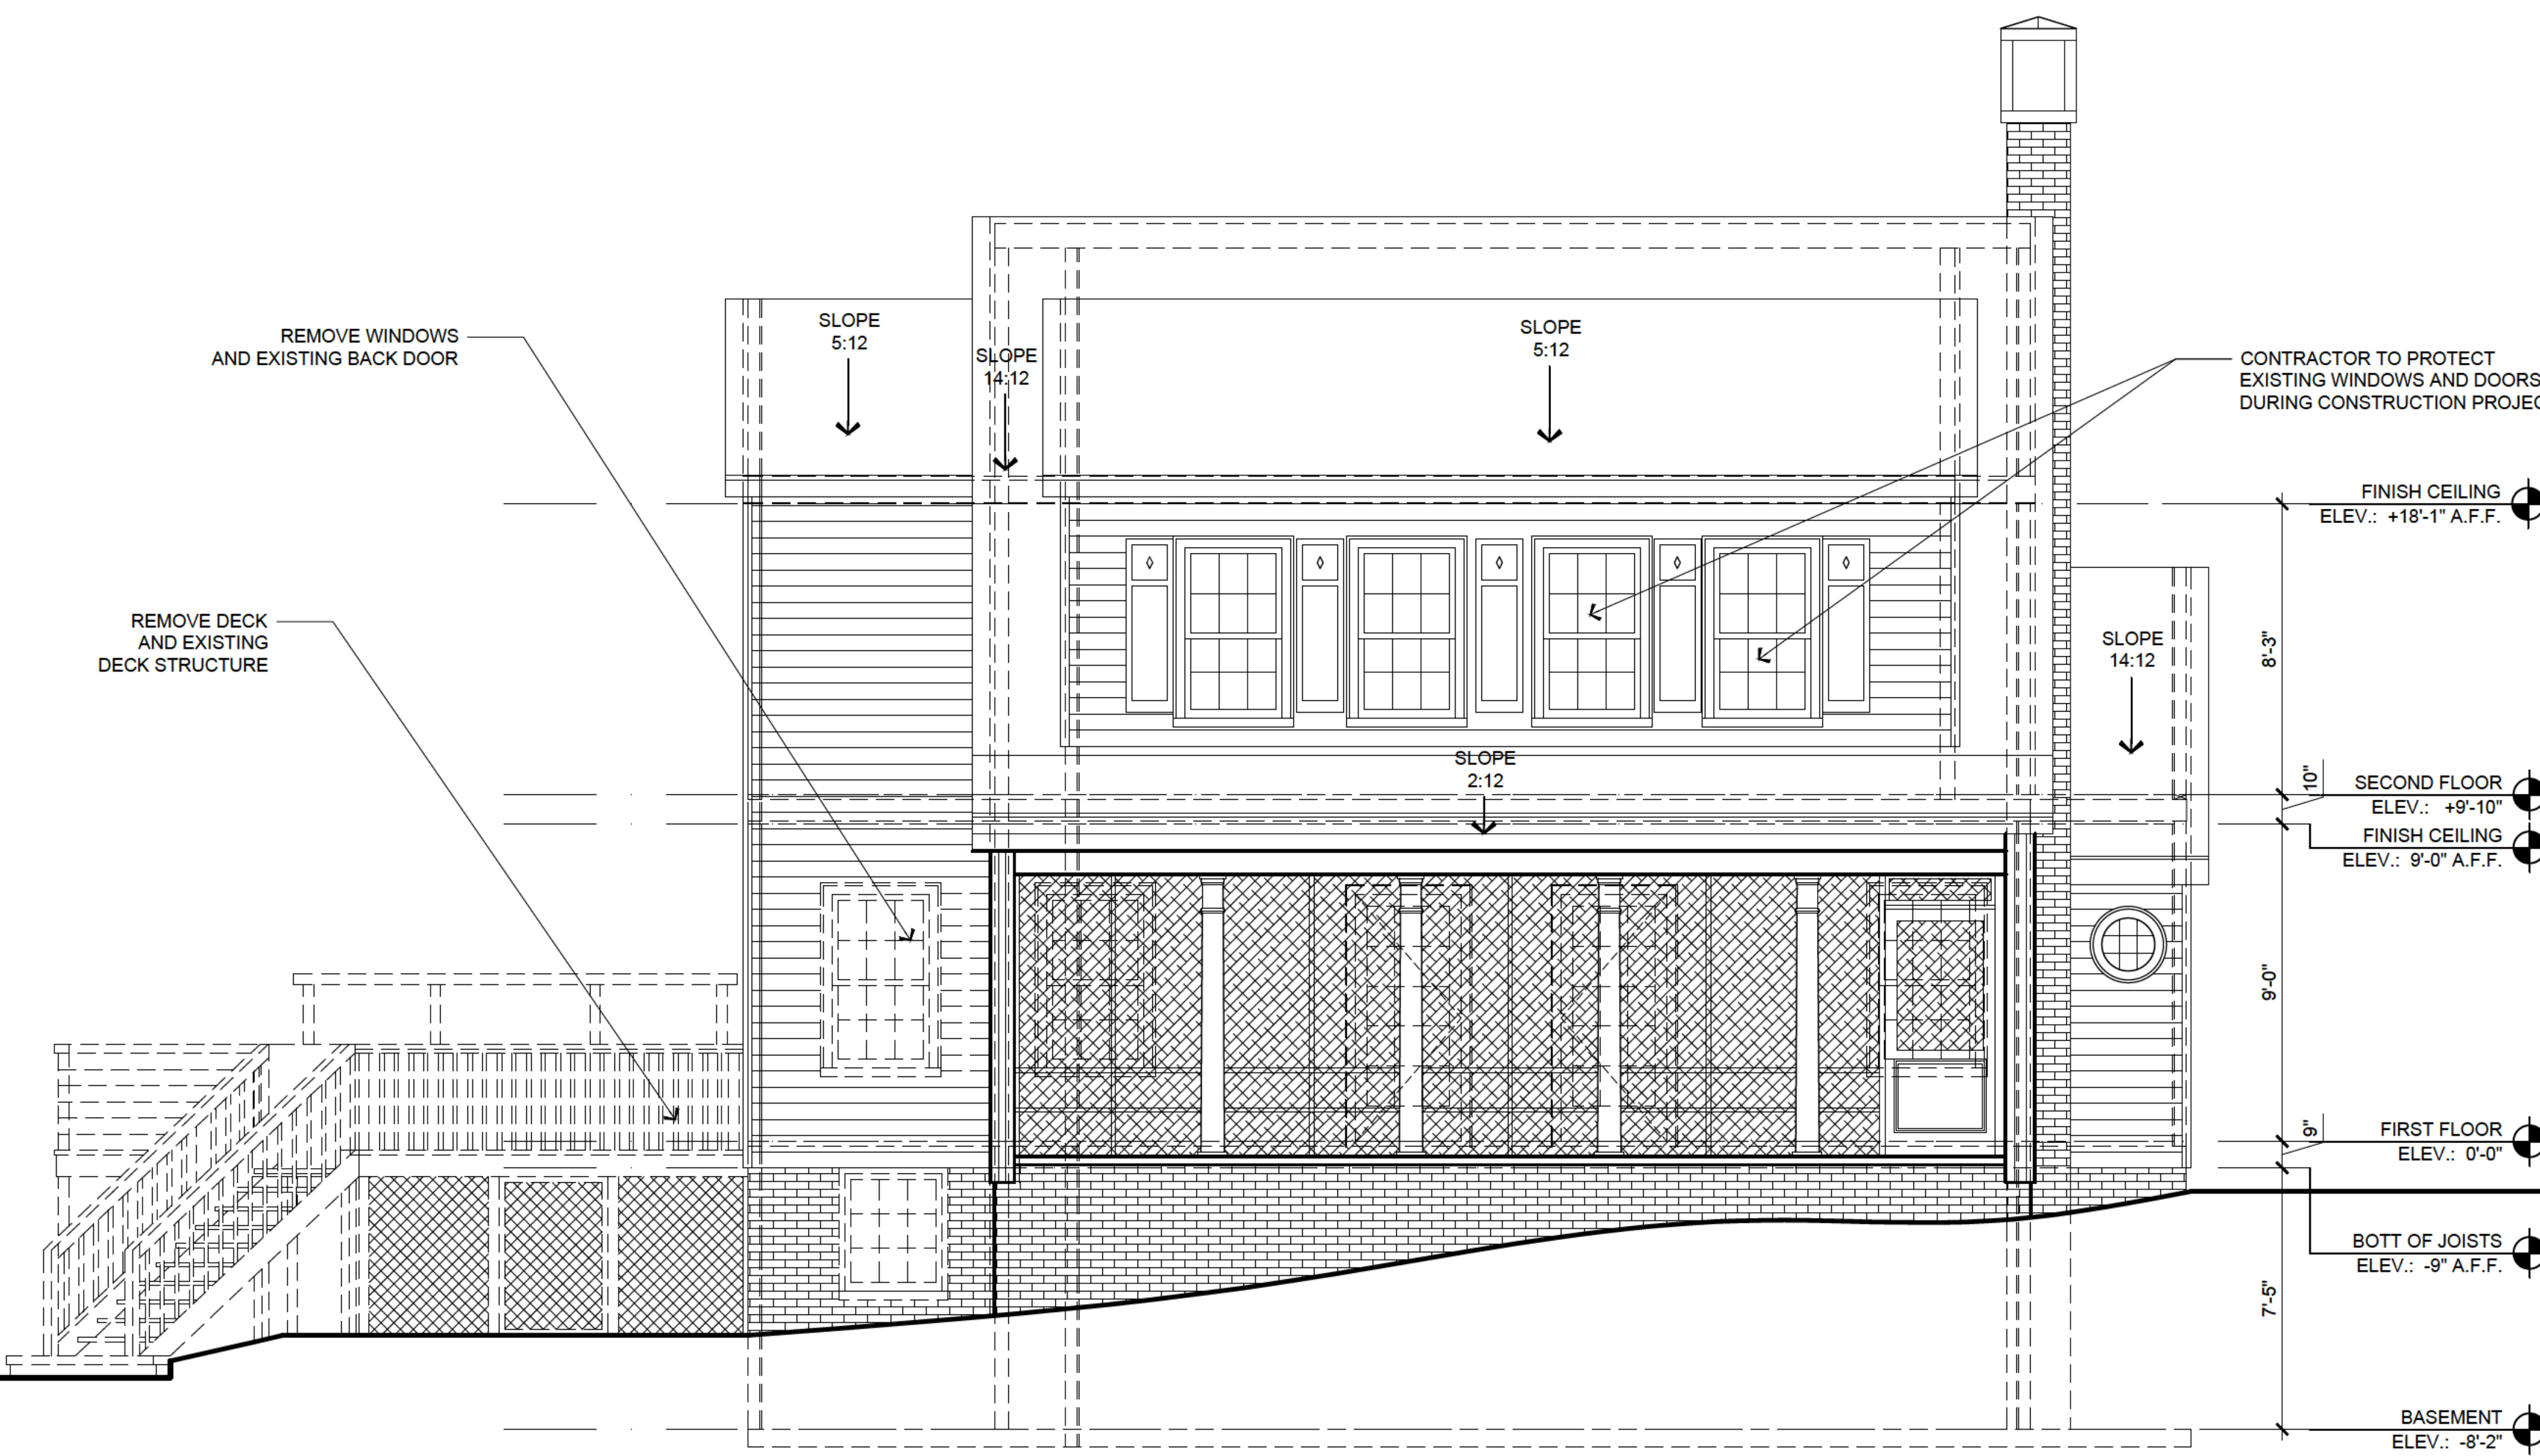 REMOVE WINDOWS
AND EXISTING BACK DOOR
REMOVE DECK
AND EXISTING
DECK STRUCTURE
SLOPE
5:12
SLOPE
14:12
SLOPE
5:12
SLOPE
2:12
SLOPE
14:12
CONTRACTOR TO PROTECT
EXISTING WINDOWS AND DOORS
DURING CONSTRUCTION PROJEC
8'-3"
10"
9'-0"
9"
7'-5"
FINISH CEILING
ELEV.: +18'-1" A.F.F.
SECOND FLOOR
ELEV.: +9'-10"
FINISH CEILING
ELEV.: 9'-0" A.F.F.
FIRST FLOOR
ELEV.: 0'-0"
BOTT OF JOISTS
ELEV.: -9" A.F.F.
BASEMENT
ELEV.: -8'-2"